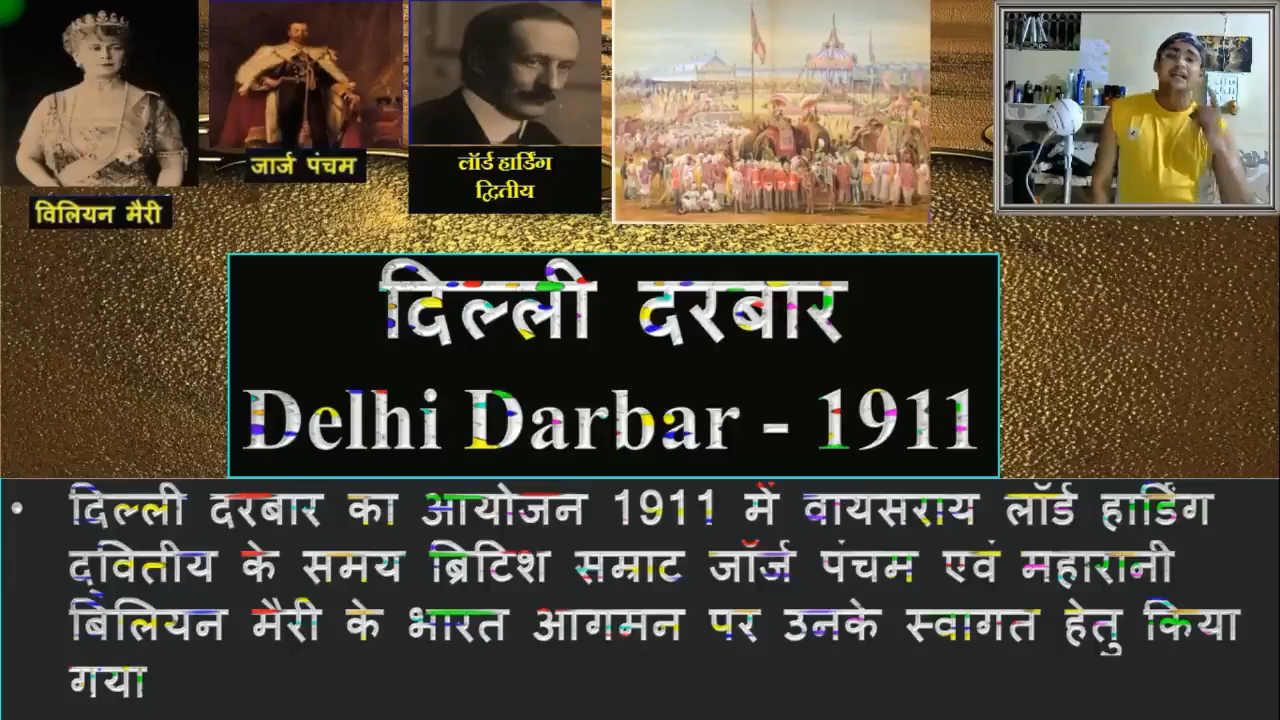 विलियन मैरी
जार्ज पंचम
लॉर्ड हार्डिंग
द्वितीय
दिल्ली दरबार
Delhi Darbar - 1911
• दिल्ली दरबार का आयोजन 1911 में वायसराय लॉर्ड हार्डिंग
द्वितीय के समय ब्रिटिश सम्राट जॉर्ज पंचम एवं महारानी
बिलियन मैरी के भारत आगमन पर उनके स्वागत हेतु किया
गया